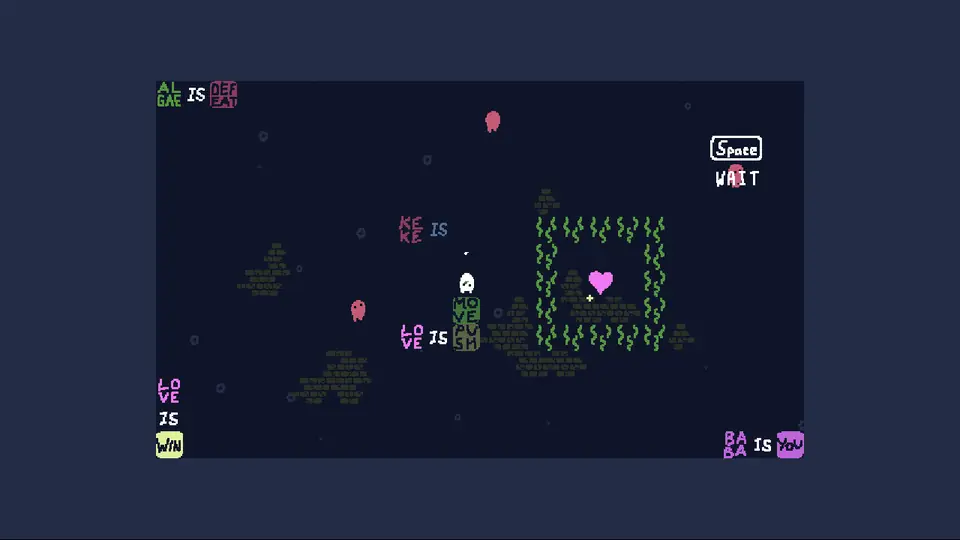 ALGAE IS DEFEAT
Space
WAIT
KEKE IS
MOVE
LOVE IS PUSH
LOVE
IS
WIN
BABA IS YOU